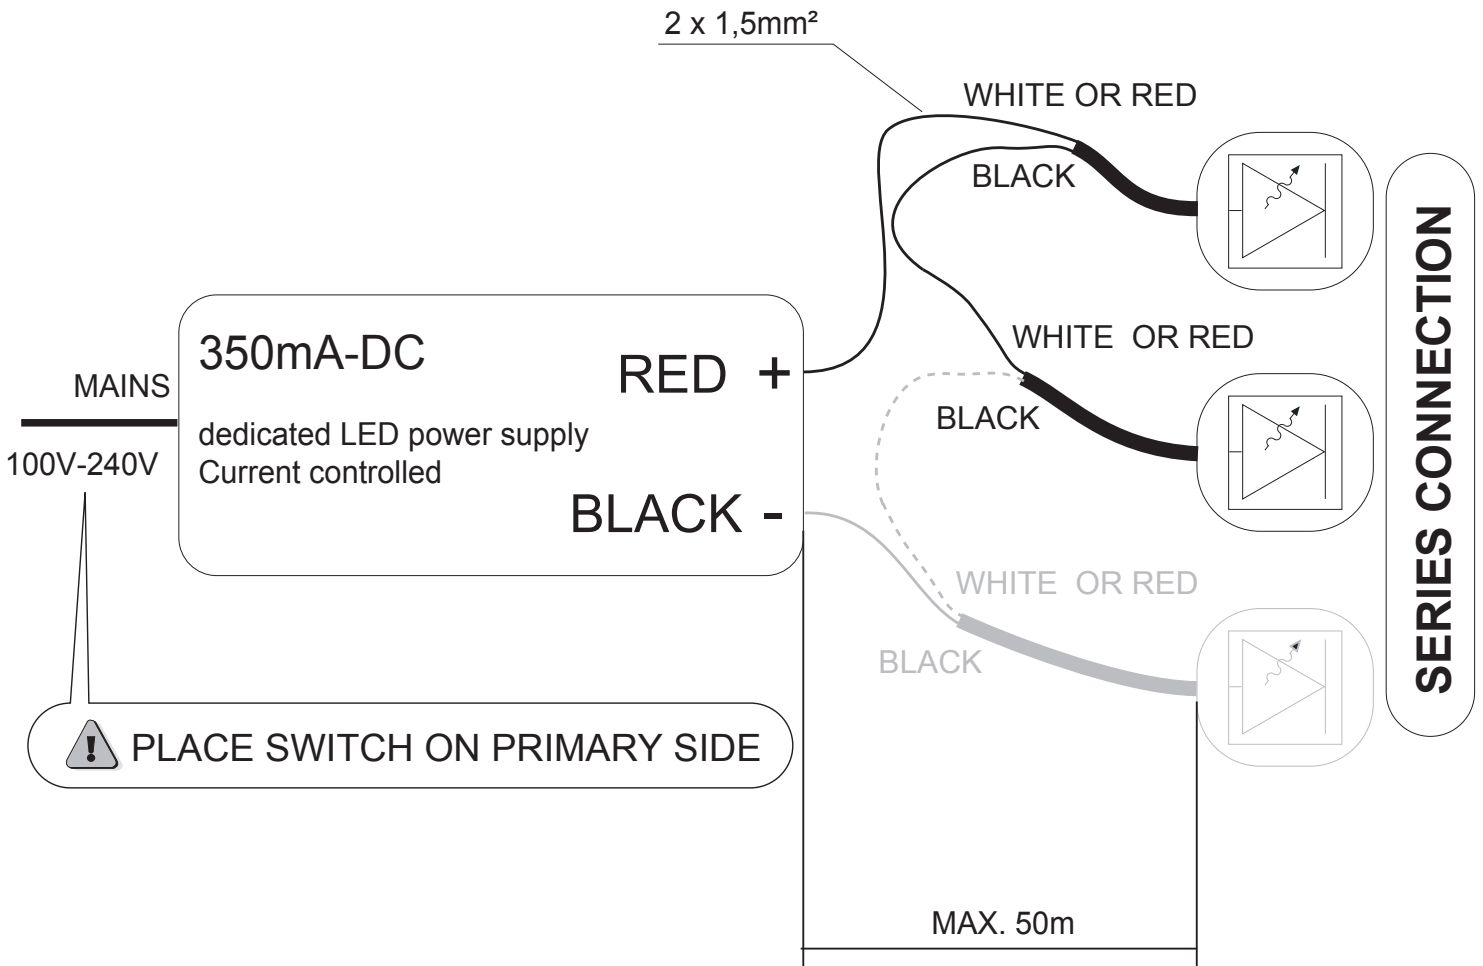 2 x 1,5mm²
WHITE OR RED
BLACK
350mA-DC
RED +
MAINS
100V-240V
dedicated LED power supply
Current controlled
BLACK -
WHITE OR RED
BLACK
WHITE OR RED
BLACK
SERIES CONNECTION
! PLACE SWITCH ON PRIMARY SIDE
MAX. 50m